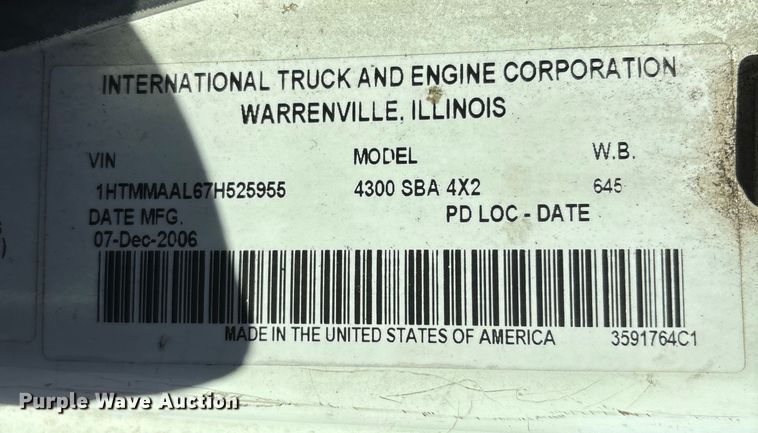 INTERNATIONAL TRUCK AND ENGINE CORPORATION
WARRENVILLE, ILLINOIS
VIN MODEL W.B.
1HTMMAAL67H525955 4300 SBA 4X2 645
DATE MFG. PD LOC - DATE
07-Dec-2006
MADE IN THE UNITED STATES OF AMERICA 3591764C1
Purple Wave Auction